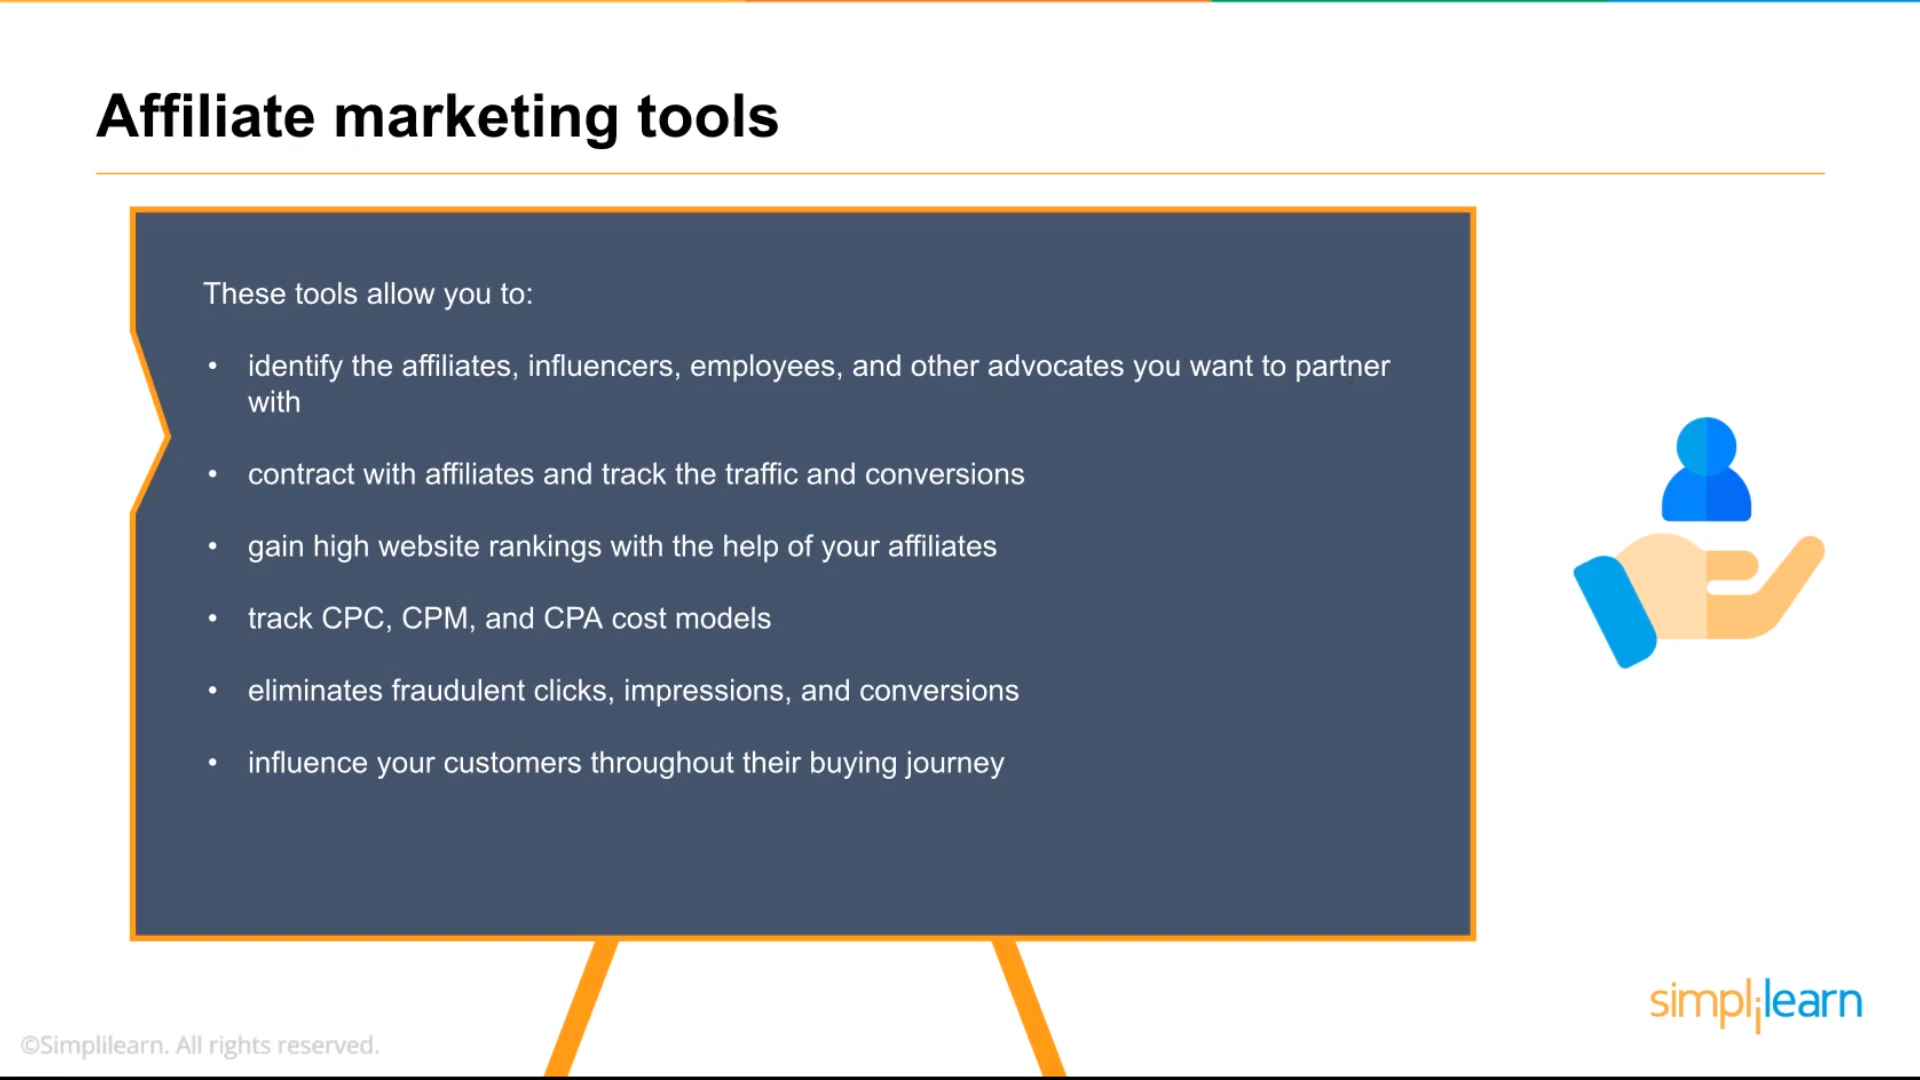 Affiliate marketing tools
These tools allow you to:
• identify the affiliates, influencers, employees, and other advocates you want to partner
with
• contract with affiliates and track the traffic and conversions
• gain high website rankings with the help of your affiliates
• track CPC, CPM, and CPA cost models
• eliminates fraudulent clicks, impressions, and conversions
• influence your customers throughout their buying journey
simplilearn
©Simplilearn. All rights reserved.